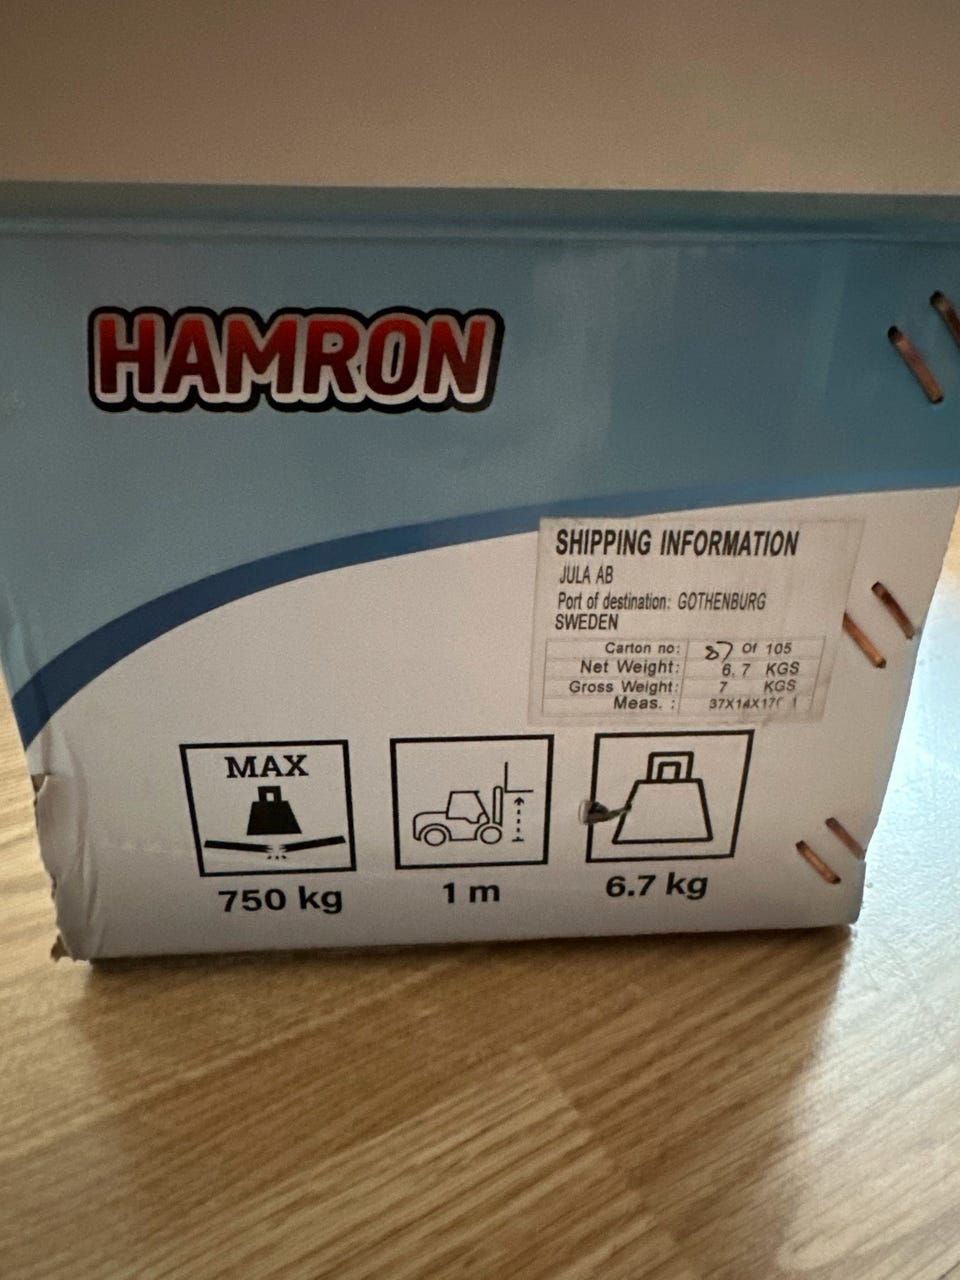 HAMRON
SHIPPING INFORMATION
JULA AB
Port of destination: GOTHENBURG
SWEDEN
Carton no: 87 Of 105
Net Weight: 6.7 KGS
Gross Weight: 7 KGS
Meas. :
MAX
750 kg
1 m
6.7 kg